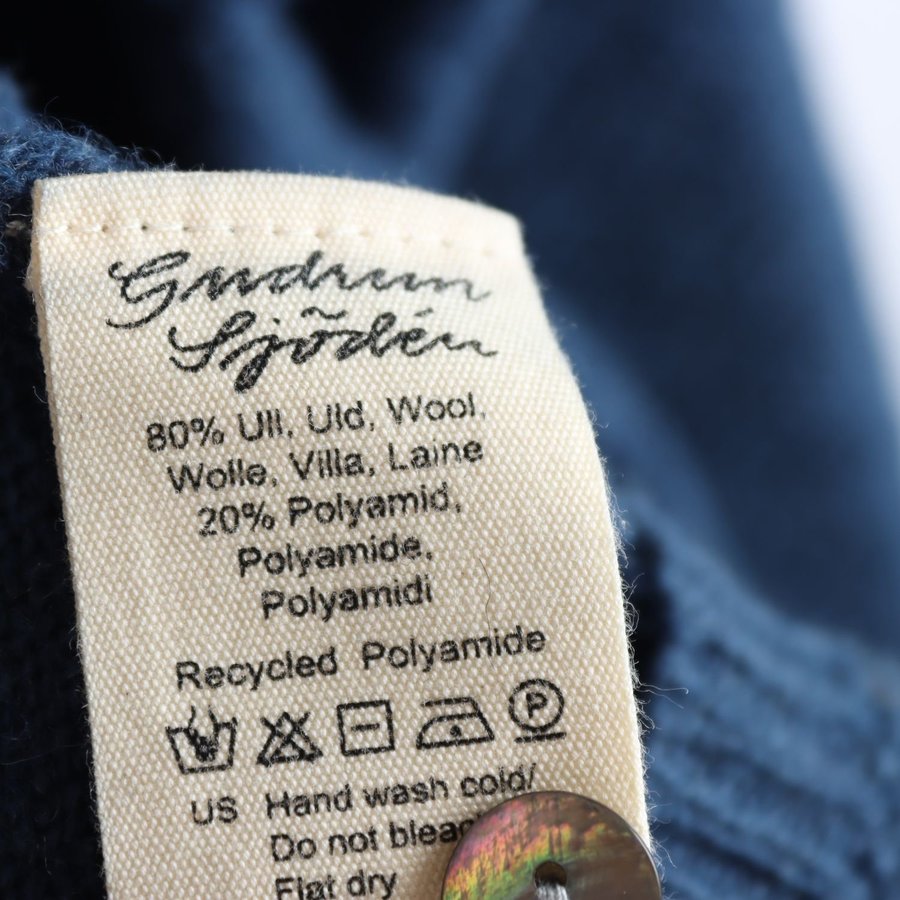 Gudrun
Sjödén
80% Ull, Uld, Wool,
Wolle, Villa, Laine
20% Polyamid,
Polyamide,
Polyamidi
Recycled Polyamide
P
US Hand wash cold/
Do not bleac
Flat dry